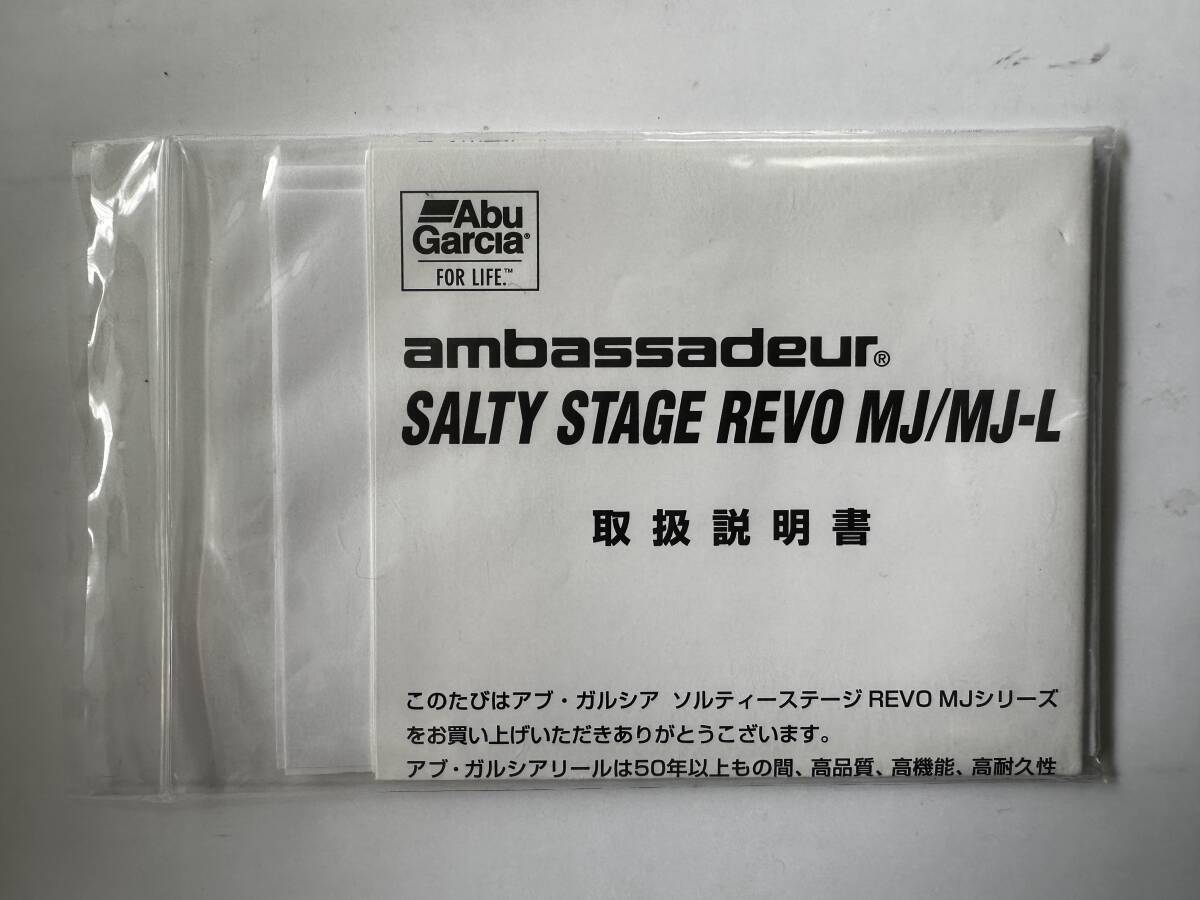 Abu
Garcia®
FOR LIFE.™
ambassadeur®
SALTY STAGE REVO MJ/MJ-L
取扱説明書
このたびはアブ・ガルシア ソルティーステージ REVO MJシリーズ
をお買い上げいただきありがとうこざいます。
アブ・ガルシアリールは50年以上もの間、高品質、高機能、高耐久性